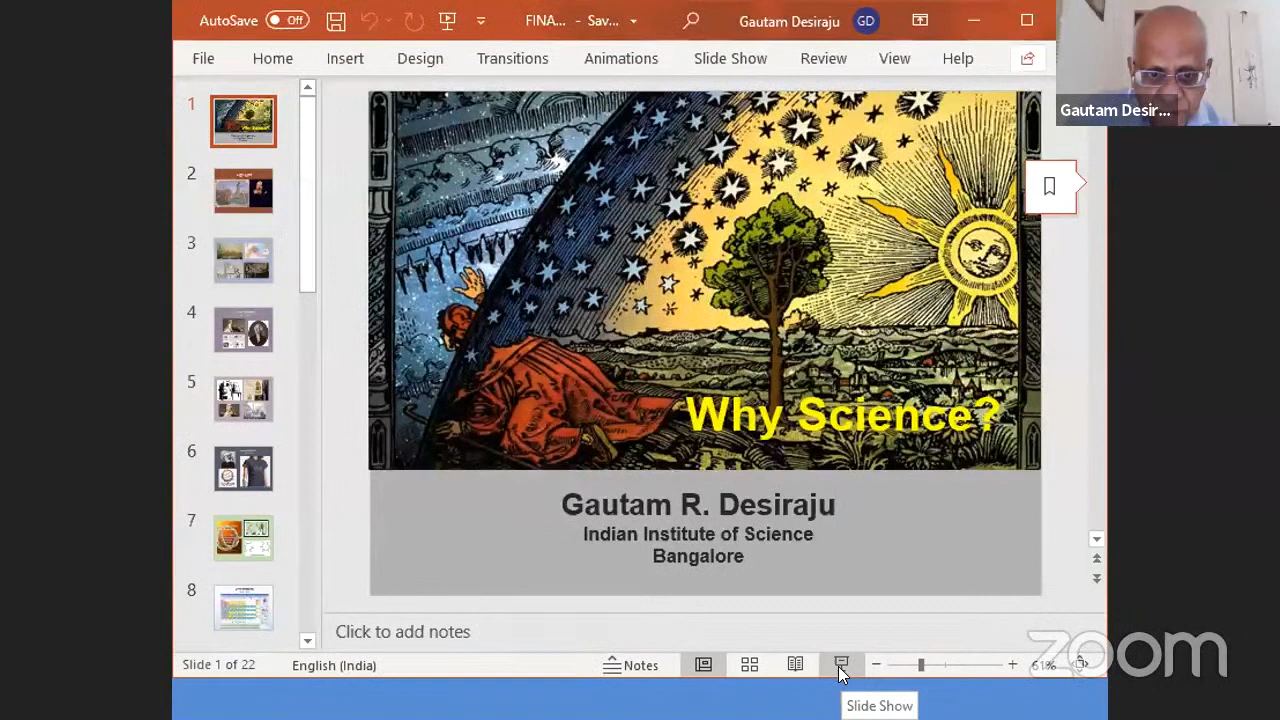 AutoSave Off FINA... - Sav... Gautam Desiraju GD
File Home Insert Design Transitions Animations Slide Show Review View Help
Gautam Desir...
1
2
3
4
5
6
7
8
Why Science?
Gautam R. Desiraju
Indian Institute of Science
Bangalore
Click to add notes
Slide 1 of 22 English (India) Notes 61%
zoom
Slide Show